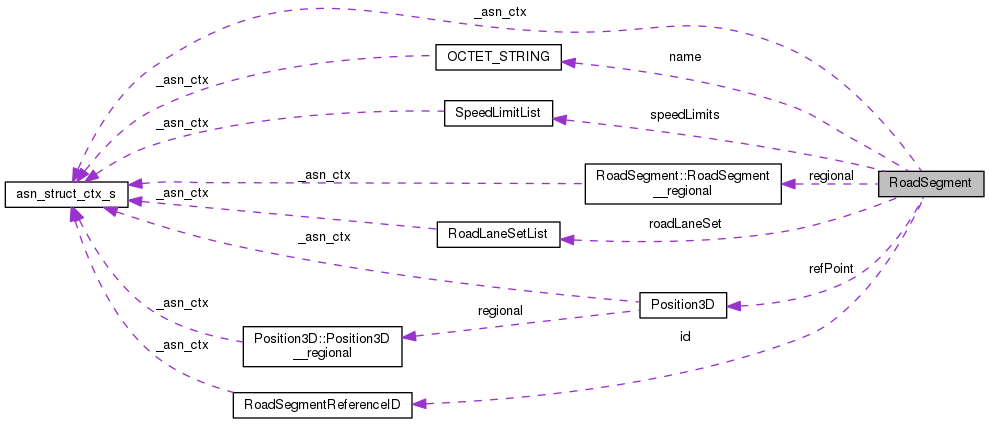 _asn_ctx
OCTET_STRING
name
_asn_ctx
SpeedLimitList
speedLimits
_asn_ctx
asn_struct_ctx_s
_asn_ctx
RoadSegment::RoadSegment
__regional
regional
RoadSegment
_asn_ctx
RoadLaneSetList
roadLaneSet
_asn_ctx
refPoint
Position3D
_asn_ctx
regional
Position3D::Position3D
__regional
id
_asn_ctx
RoadSegmentReferenceID